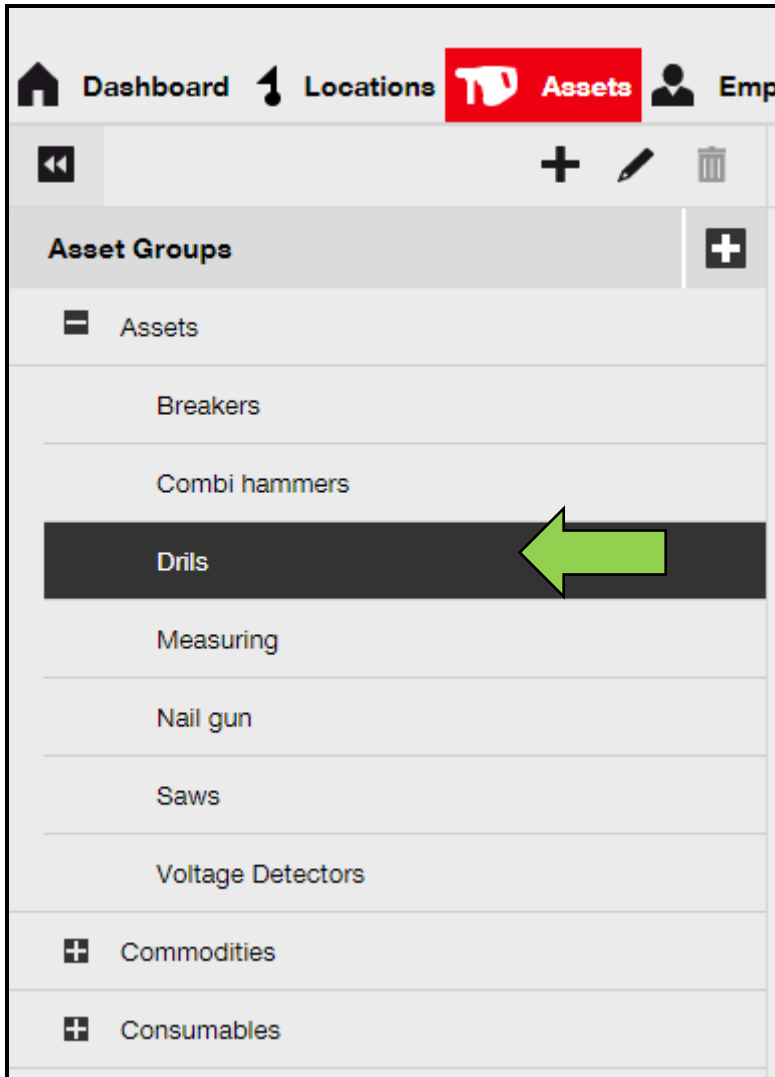 Dashboard Locations Assets Emp
Asset Groups
Assets
Breakers
Combi hammers
Drils
Measuring
Nail gun
Saws
Voltage Detectors
Commodities
Consumables